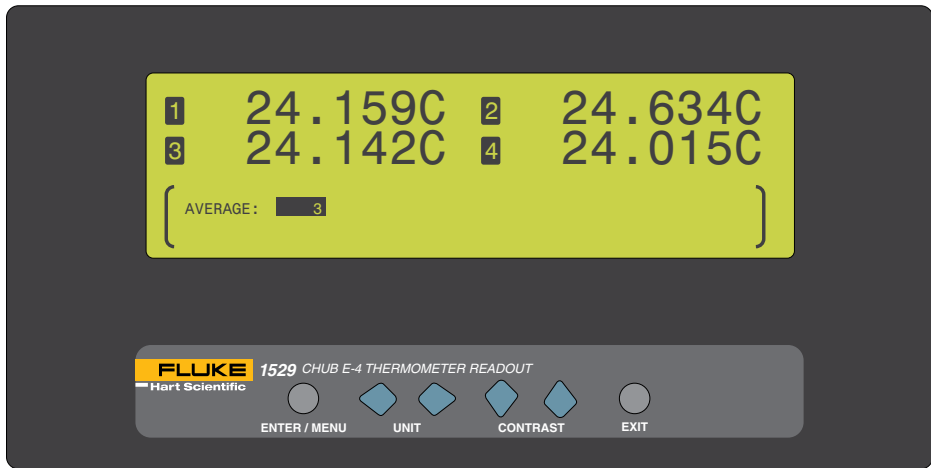 1 24.159C 2 24.634C
3 24.142C 4 24.015C
AVERAGE: 3
FLUKE 1529 CHUB E-4 THERMOMETER READOUT
Hart Scientific
ENTER / MENU UNIT CONTRAST EXIT